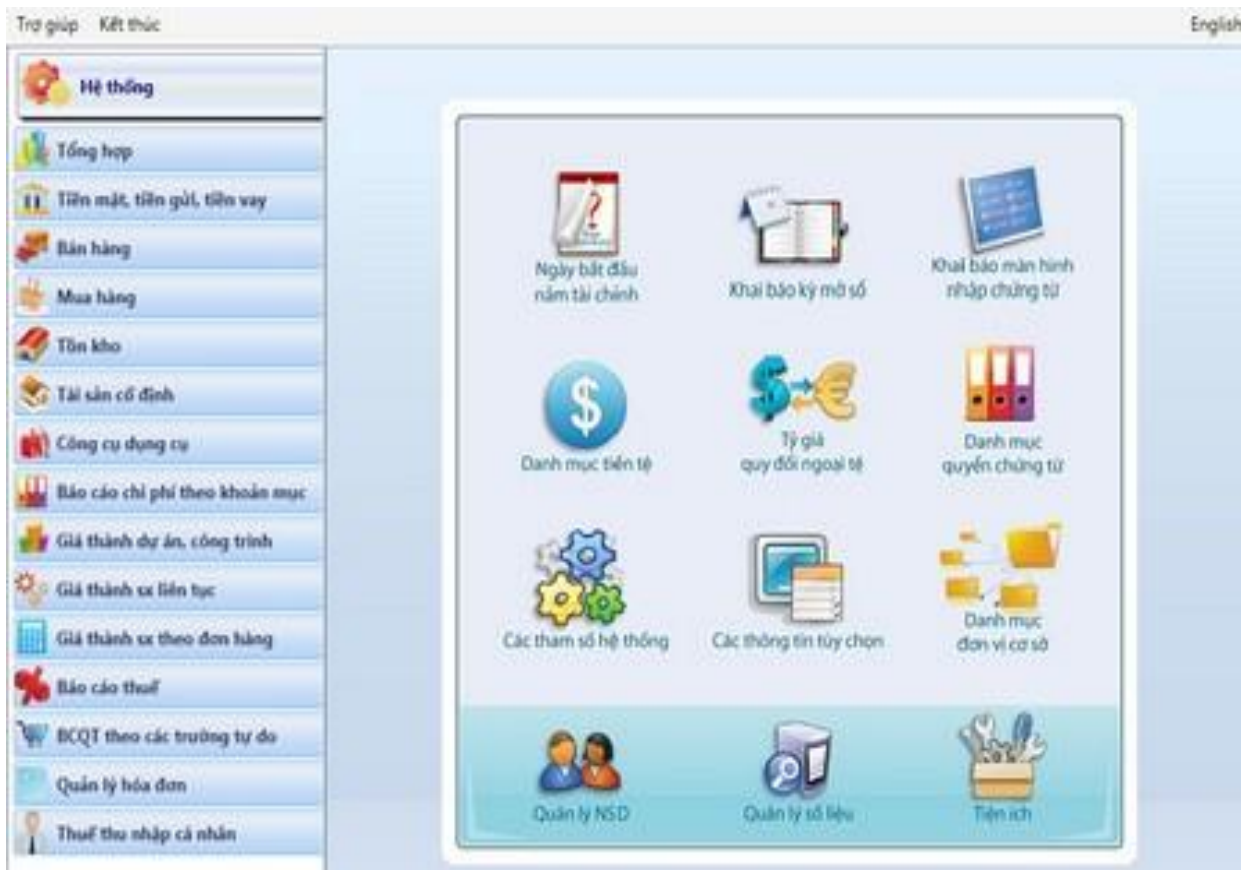 Trợ giúp Kết thúc English
Hệ thống
Tổng hợp
Tiền mặt, tiền gửi, tiền vay
Bán hàng
Mua hàng
Tồn kho
Tài sản cố định
Công cụ dụng cụ
Báo cáo chi phí theo khoản mục
Giá thành dự án, công trình
Giá thành sx liên tục
Giá thành sx theo đơn hàng
Báo cáo thuế
BCQT theo các trường tự do
Quản lý hóa đơn
Thuế thu nhập cá nhân
Ngày bắt đầu
năm tài chính
Khai báo kỳ mở sổ
Khai báo màn hình
nhập chứng từ
Danh mục tiền tệ
Tỷ giá
quy đổi ngoại tệ
Danh mục
quyển chứng từ
Các tham số hệ thống
Các thông tin tùy chọn
Danh mục
đơn vị cơ sở
Quản lý NSD
Quản lý số liệu
Tiện ích